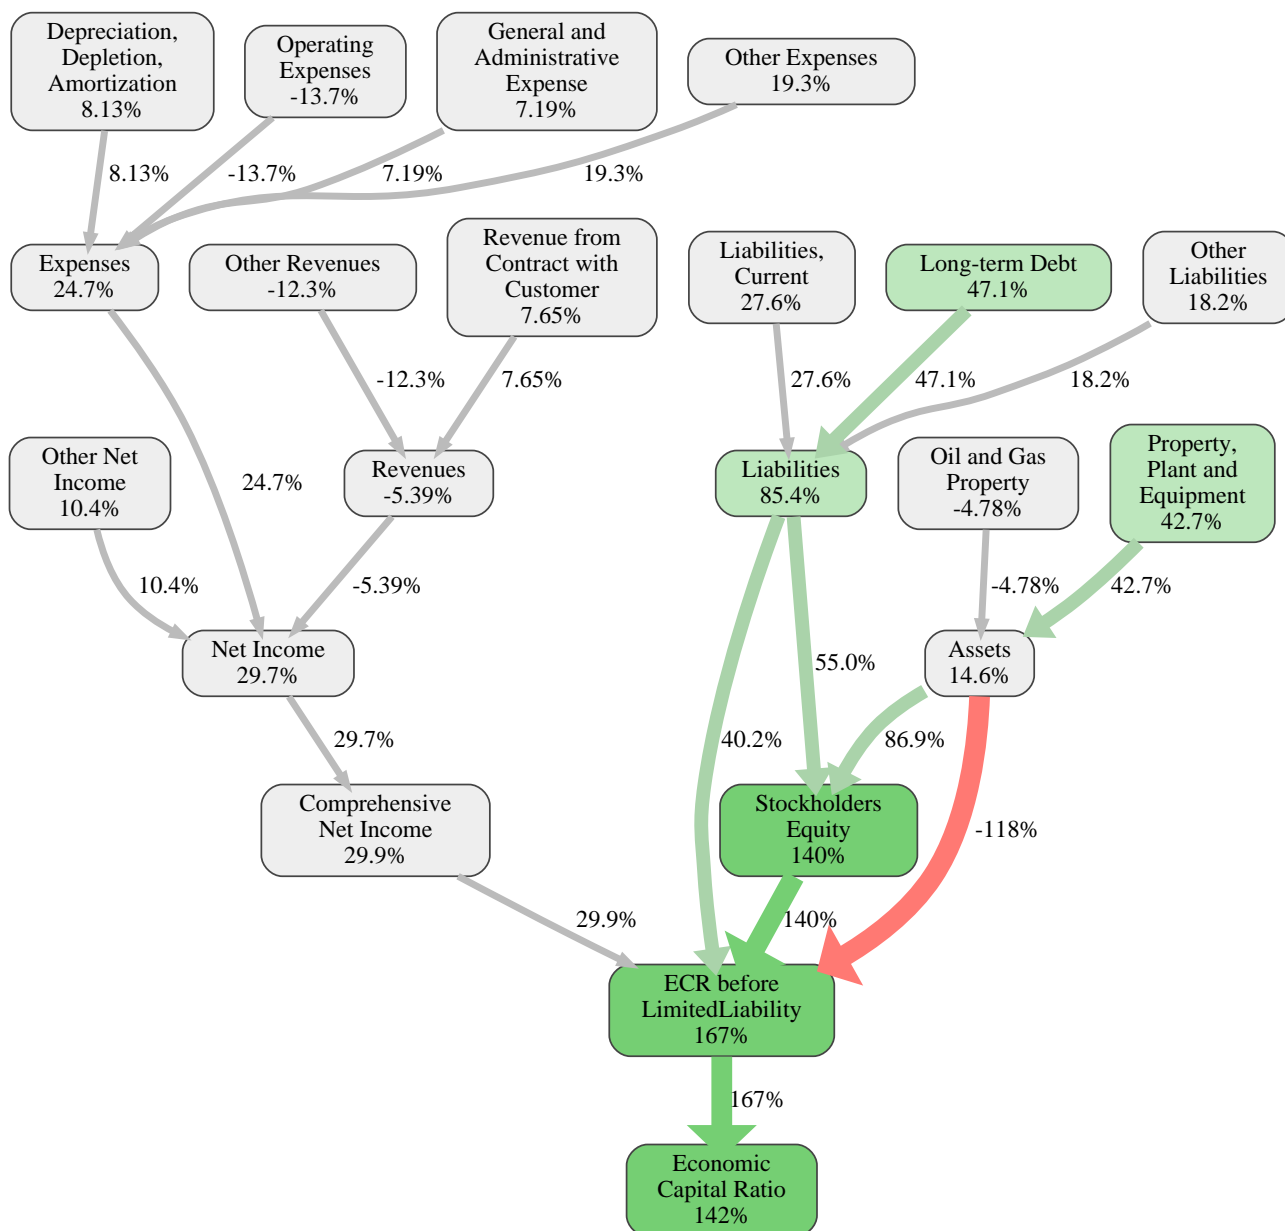 Depreciation,
Depletion,
Amortization
8.13%
Operating
Expenses
-13.7%
General and
Administrative
Expense
7.19%
Other Expenses
19.3%
8.13%
-13.7%
7.19%
19.3%
Expenses
24.7%
Other Revenues
-12.3%
Revenue from
Contract with
Customer
7.65%
Liabilities,
Current
27.6%
Long-term Debt
47.1%
Other
Liabilities
18.2%
-12.3%
7.65%
27.6%
47.1%
18.2%
Other Net
Income
10.4%
24.7%
Revenues
-5.39%
Liabilities
85.4%
Oil and Gas
Property
-4.78%
Property,
Plant and
Equipment
42.7%
10.4%
-5.39%
-4.78%
42.7%
Net Income
29.7%
55.0%
Assets
14.6%
29.7%
40.2%
86.9%
Comprehensive
Net Income
29.9%
Stockholders
Equity
140%
-118%
29.9%
140%
ECR before
LimitedLiability
167%
167%
Economic
Capital Ratio
142%